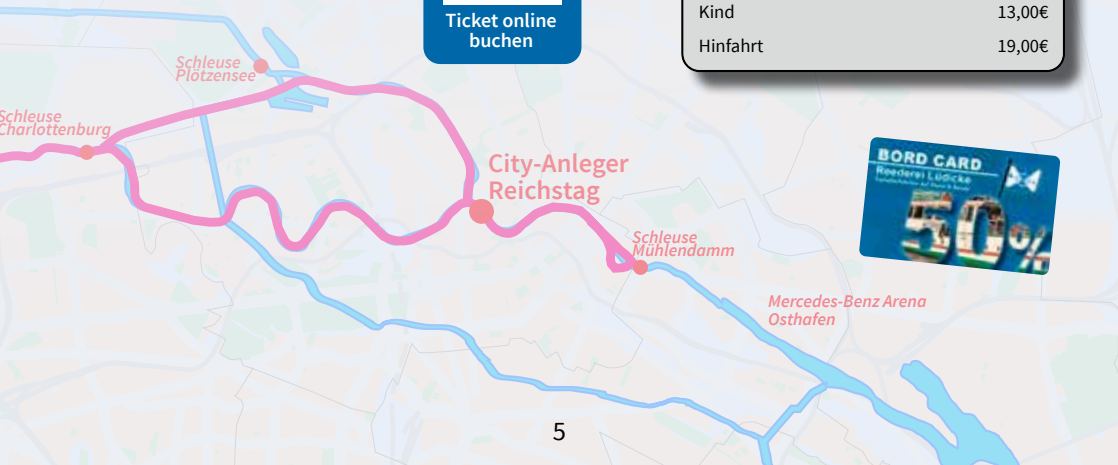 Ticket online
buchen
Kind 13,00€
Hinfahrt 19,00€
Schleuse
Plötzensee
Schleuse
Charlottenburg
City-Anleger
Reichstag
BORD CARD
Reederei Lüdicke
50%
Schleuse
Mühlendamm
Mercedes-Benz Arena
Osthafen
5